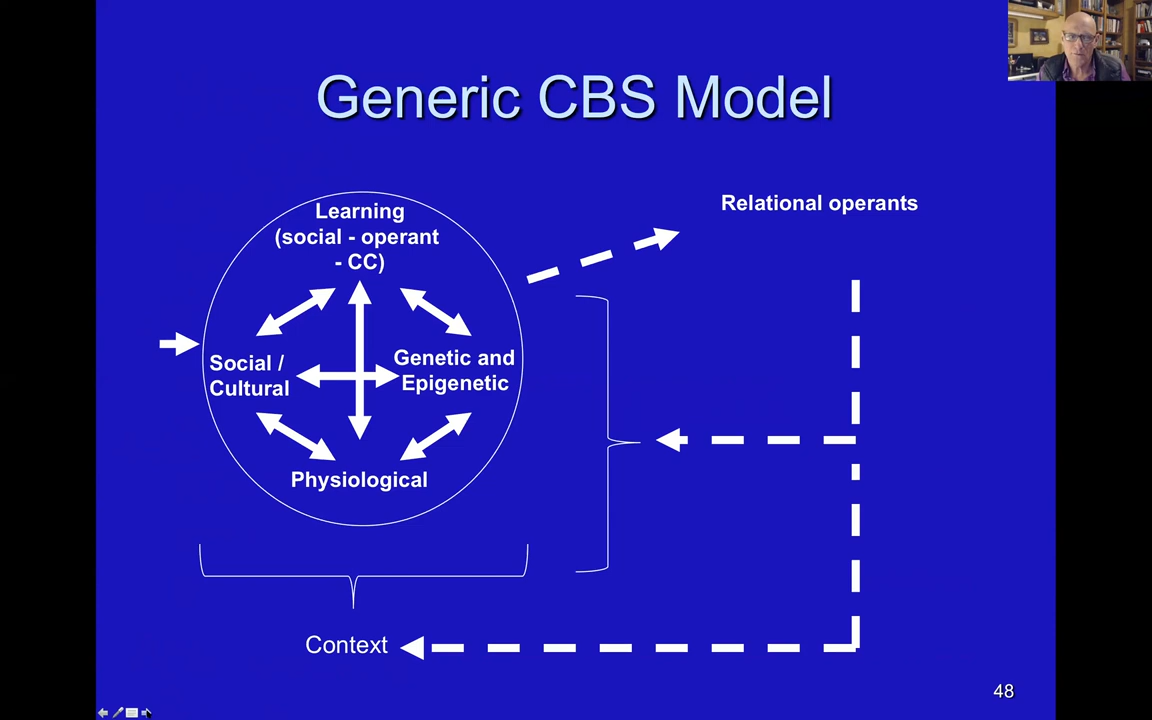 Generic CBS Model
Learning
(social - operant
- CC)
Relational operants
Social /
Cultural
Genetic and
Epigenetic
Physiological
Context
48